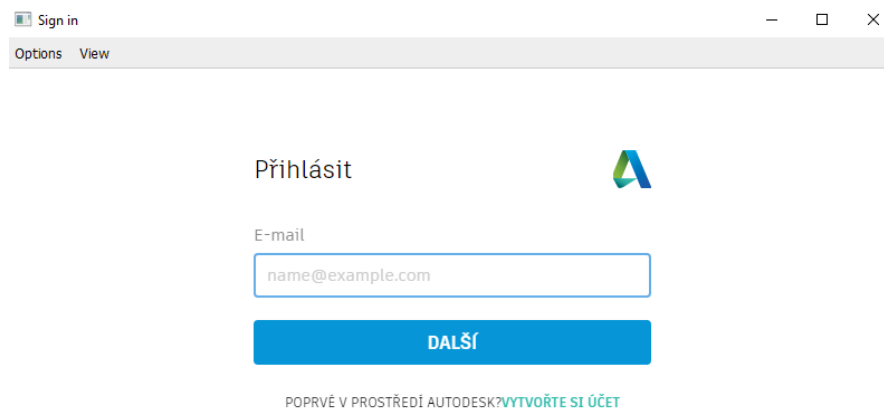 Sign in
Options View
Přihlásit
E-mail
name@example.com
DALŠÍ
POPRVÉ V PROSTŘEDÍ AUTODESK?VYTVOŘTE SI ÚČET